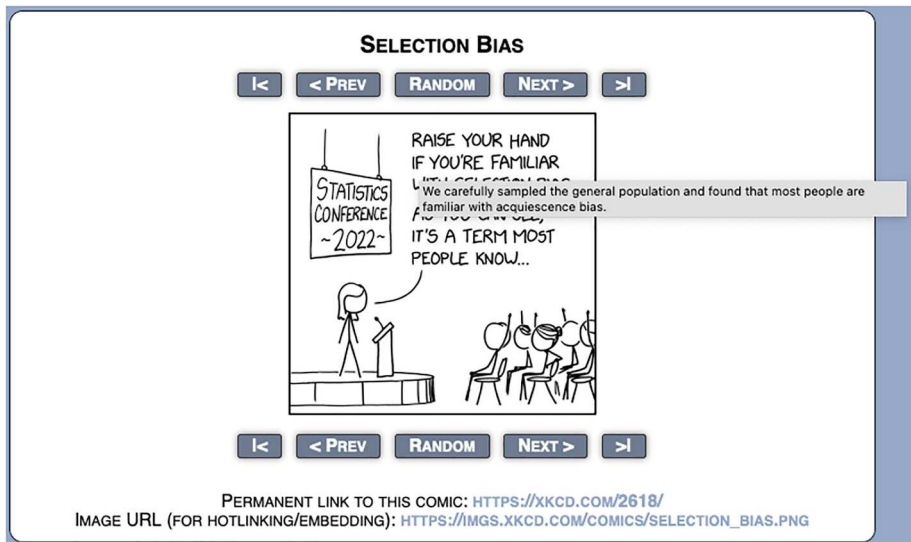 SELECTION BIAS
|< < PREV RANDOM NEXT > >|
STATISTICS
CONFERENCE
~2022~
RAISE YOUR HAND
IF YOU'RE FAMILIAR
We carefully sampled the general population and found that most people are
familiar with acquiescence bias.
IT'S A TERM MOST
PEOPLE KNOW...
|< < PREV RANDOM NEXT > >|
PERMANENT LINK TO THIS COMIC: HTTPS://XKCD.COM/2618/
IMAGE URL (FOR HOTLINKING/EMBEDDING): HTTPS://IMGS.XKCD.COM/COMICS/SELECTION_BIAS.PNG